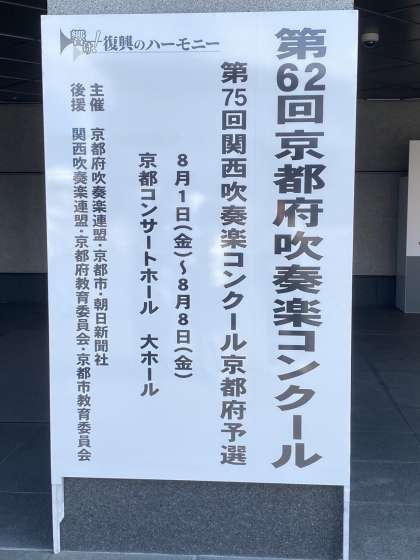 第62回京都府吹奏楽コンクール
第75回関西吹奏楽コンクール京都府予選
8月1日(金)～8月8日(金)
京都コンサートホール 大ホール
主催 京都府吹奏楽連盟・京都市・朝日新聞社
後援 関西吹奏楽連盟・京都府教育委員会・京都市教育委員会
響け!復興のハーモニー